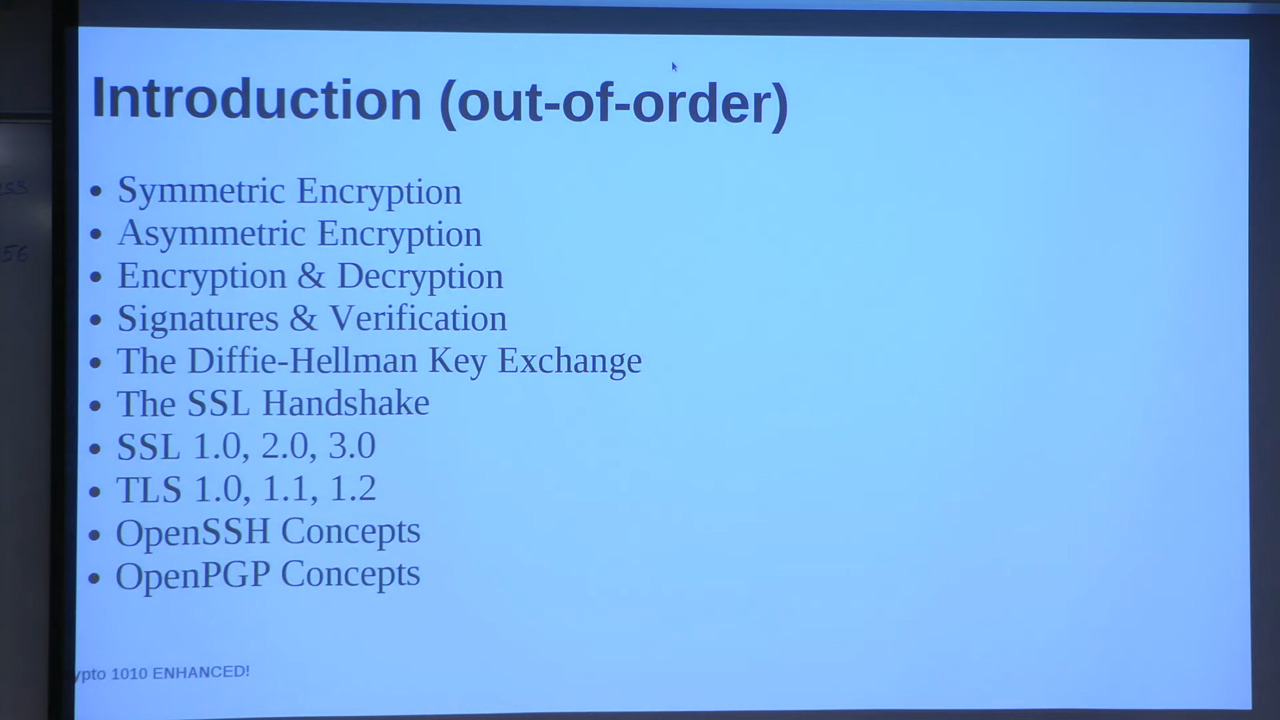 Introduction (out-of-order)
• Symmetric Encryption
• Asymmetric Encryption
• Encryption & Decryption
• Signatures & Verification
• The Diffie-Hellman Key Exchange
• The SSL Handshake
• SSL 1.0, 2.0, 3.0
• TLS 1.0, 1.1, 1.2
• OpenSSH Concepts
• OpenPGP Concepts
ypto 1010 ENHANCED!
56